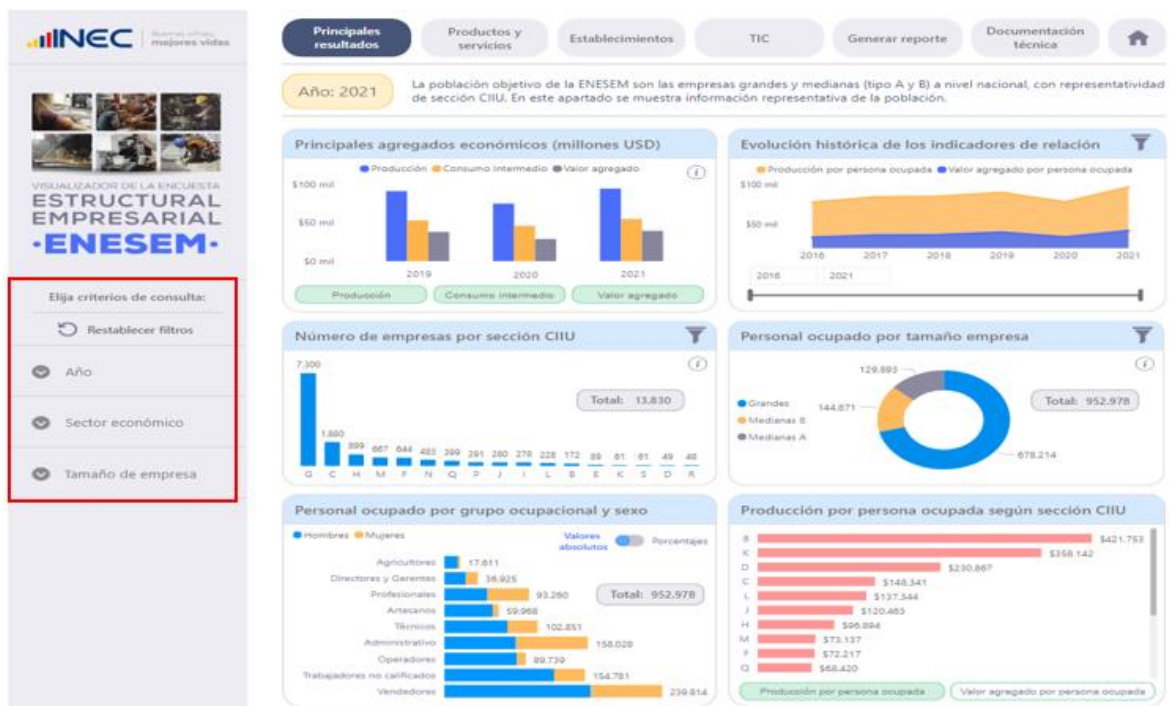 INEC
Buenas cifras,
mejores vidas
VISUALIZADOR DE LA ENCUESTA
ESTRUCTURAL
EMPRESARIAL
·ENESEM·
Elija criterios de consulta:
Restablecer filtros
Año
Sector económico
Tamaño de empresa
Principales resultados
Productos y servicios
Establecimientos
TIC
Generar reporte
Documentación técnica
Año: 2021
La población objetivo de la ENESEM son las empresas grandes y medianas (tipo A y B) a nivel nacional, con representatividad
de sección CIIU. En este apartado se muestra información representativa de la población.
Principales agregados económicos (millones USD)
Producción Consumo intermedio Valor agregado
$100 mil
$50 mil
$0 mil
2019 2020 2021
Producción Consumo intermedio Valor agregado
Evolución histórica de los indicadores de relación
Producción por persona ocupada Valor agregado por persona ocupada
$100 mil
$50 mil
2016 2017 2018 2019 2020 2021
2016 2021
Número de empresas por sección CIIU
7.300
Total: 13.830
1.880 899 667 644 483 399 291 280 278 228 172 89 61 61 49 48
G C H M F N Q P J I L B E K S D R
Personal ocupado por tamaño empresa
129.893
Grandes
Medianas B
Medianas A
144.871
Total: 952.978
678.214
Personal ocupado por grupo ocupacional y sexo
Hombres Mujeres
Valores absolutos
Porcentajes
Agricultores 17.611
Directores y Gerentes 36.925
Profesionales 93.260
Total: 952.978
Artesanos 59.968
Técnicos 102.851
Administrativo 158.028
Operadores 89.739
Trabajadores no calificados 154.781
Vendedores 239.814
Producción por persona ocupada según sección CIIU
B $421.753
K $358.142
D $230.867
C $148.341
L $137.344
J $120.463
H $96.894
M $73.137
F $72.217
Q $68.420
Producción por persona ocupada Valor agregado por persona ocupada